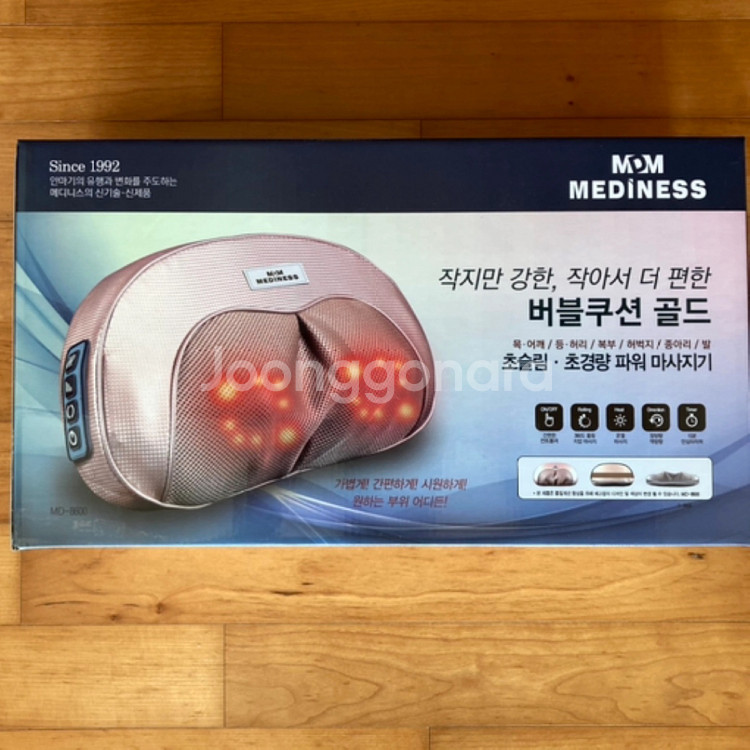 Since 1992
안마기의 유행과 변화를 주도하는
메디니스의 신기술·신제품
MDM
MEDiNESS
MDM
MEDINESS
작지만 강한, 작아서 더 편한
버블쿠션 골드
목·어깨 / 등·허리 / 복부 / 허벅지 / 종아리 / 발
초슬림 · 초경량 파워 마사지기
Joonggonara
ON/OFF
Rolling
Heat
Direction
Timer
가볍게! 간편하게! 시원하게!
원하는 부위 어디든!